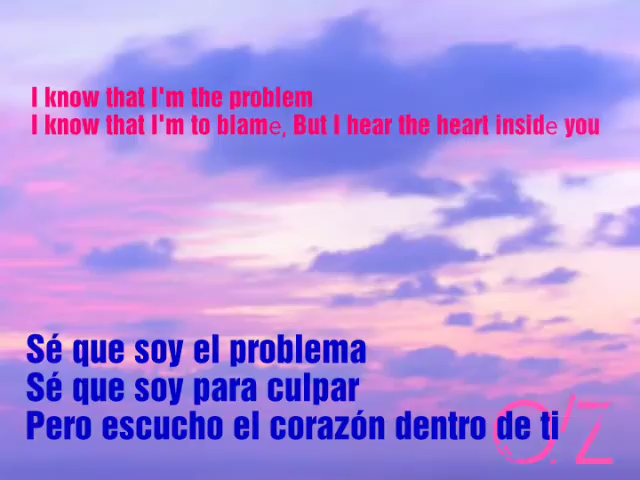 I know that I'm the problem
I know that I'm to blame, But I hear the heart inside you
Sé que soy el problema
Sé que soy para culpar
Pero escucho el corazón dentro de ti